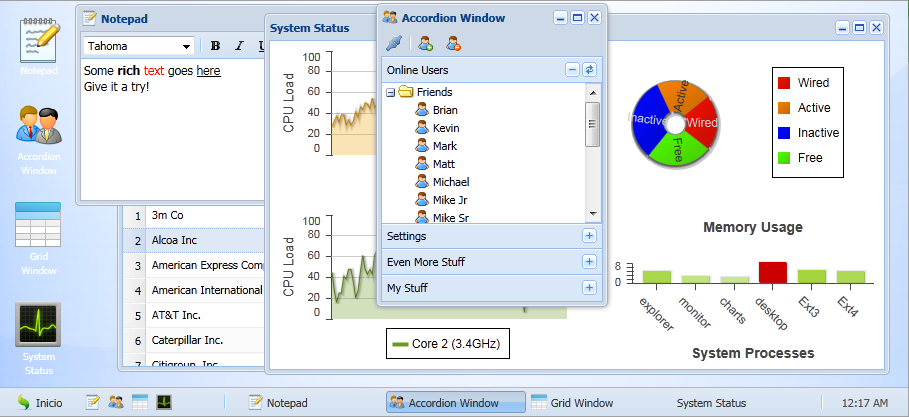 Notepad
Accordion
Window
Grid
Window
System
Status
Notepad
Tahoma
B I U
Some rich text goes here
Give it a try!
1 3m Co
2 Alcoa Inc
3 American Express Com
4 American International
5 AT&T Inc.
6 Caterpillar Inc.
7 Citigroup, Inc.
System Status
100
80
60
40
20
0
CPU Load
100
80
60
40
20
0
CPU Load
Core 2 (3.4GHz)
Accordion Window
Online Users
Friends
Brian
Kevin
Mark
Matt
Michael
Mike Jr
Mike Sr
Settings
Even More Stuff
My Stuff
Active
Inactive
Wired
Free
Wired
Active
Inactive
Free
Memory Usage
8
0
explorer
monitor
charts
desktop
Ext3
Ext4
System Processes
Inicio
Notepad
Accordion Window
Grid Window
System Status
12:17 AM